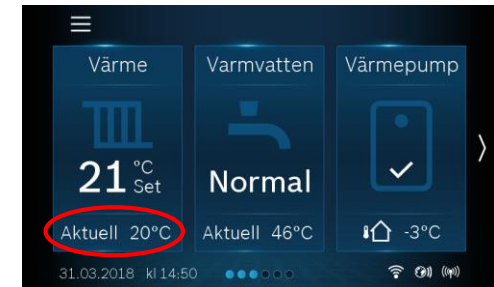 Värme
21 °C
Set
Aktuell 20°C
Varmvatten
Normal
Aktuell 46°C
Värmepump
-3°C
31.03.2018 kl 14:50